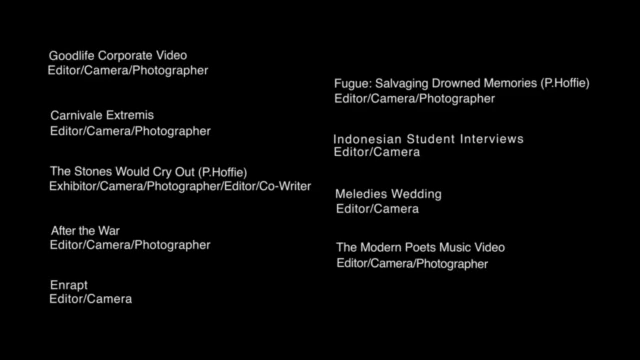 Goodlife Corporate Video
Editor/Camera/Photographer
Carnivale Extremis
Editor/Camera/Photographer
The Stones Would Cry Out (P.Hoffie)
Exhibitor/Camera/Photographer/Editor/Co-Writer
After the War
Editor/Camera/Photographer
Enrapt
Editor/Camera
Fugue: Salvaging Drowned Memories (P.Hoffie)
Editor/Camera/Photographer
Indonesian Student Interviews
Editor/Camera
Meledies Wedding
Editor/Camera
The Modern Poets Music Video
Editor/Camera/Photographer